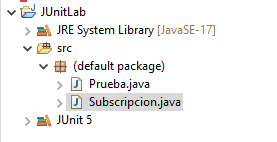 JUnitLab
JRE System Library [JavaSE-17]
src
(default package)
Prueba.java
Subscripcion.java
JUnit 5